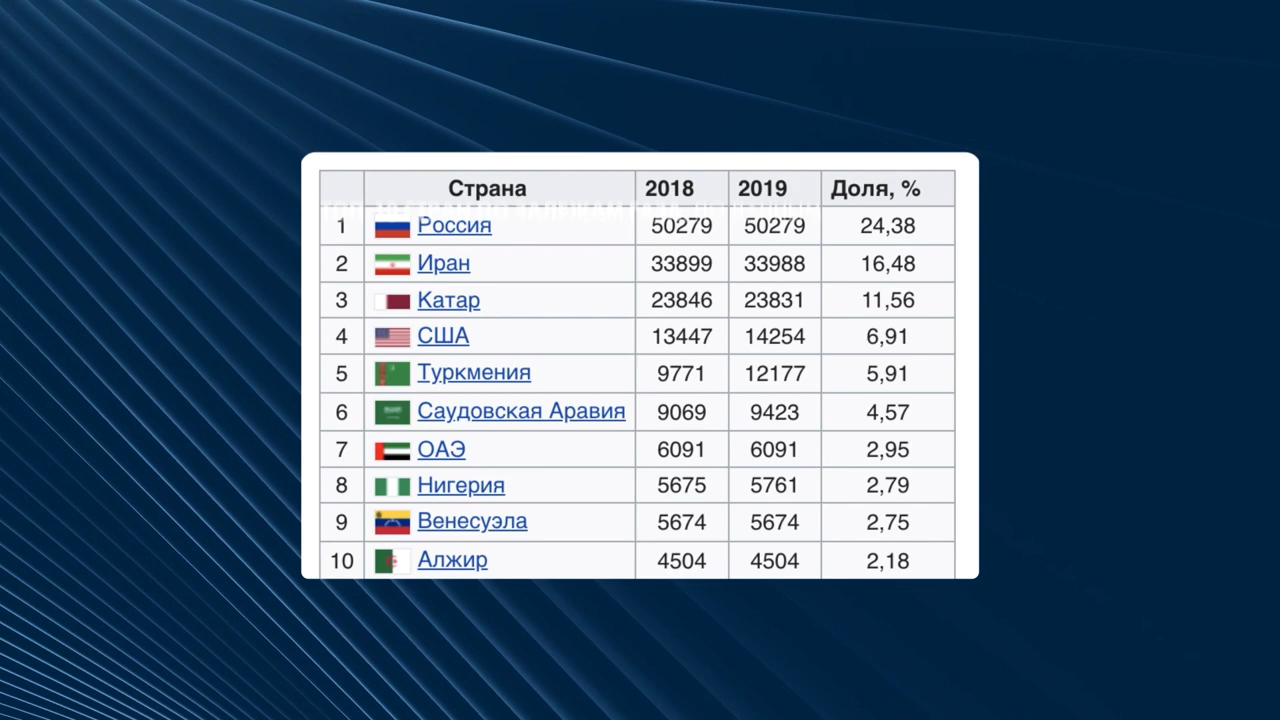 Страна 2018 2019 Доля, %
1 Россия 50279 50279 24,38
2 Иран 33899 33988 16,48
3 Катар 23846 23831 11,56
4 США 13447 14254 6,91
5 Туркмения 9771 12177 5,91
6 Саудовская Аравия 9069 9423 4,57
7 ОАЭ 6091 6091 2,95
8 Нигерия 5675 5761 2,79
9 Венесуэла 5674 5674 2,75
10 Алжир 4504 4504 2,18